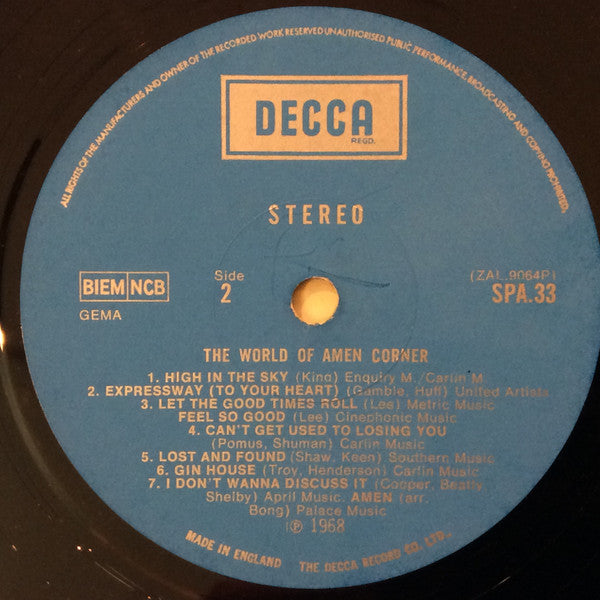 ALL RIGHTS OF THE MANUFACTURERS AND OWNER OF THE RECORDED WORK RESERVED UNAUTHORISED PUBLIC PERFORMANCE, BROADCASTING AND COPYING PROHIBITED.
DECCA
REGD.
STEREO
BIEM NCB
GEMA
Side
2
(ZAL.9064P)
SPA.33
THE WORLD OF AMEN CORNER
1. HIGH IN THE SKY (King) Enquiry M./Carlin M.
2. EXPRESSWAY (TO YOUR HEART) (Gamble, Huff) United Artists
3. LET THE GOOD TIMES ROLL (Lee) Metric Music
FEEL SO GOOD (Lee) Cinephonic Music
4. CAN'T GET USED TO LOSING YOU
(Pomus, Shuman) Carlin Music
5. LOST AND FOUND (Shaw, Keen) Southern Music
6. GIN HOUSE (Troy, Henderson) Carlin Music
7. I DON'T WANNA DISCUSS IT (Cooper, Beatty,
Shelby) April Music. AMEN (arr.
Bong) Palace Music
℗ 1968
MADE IN ENGLAND THE DECCA RECORD CO. LTD.,